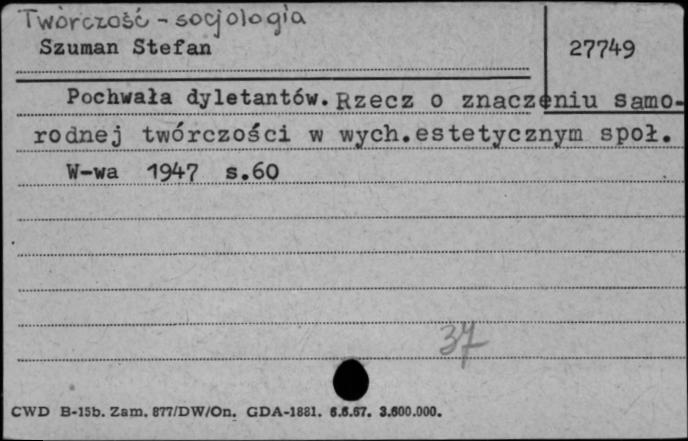 Twórczość - socjologia
Szuman Stefan
27749
Pochwała dyletantów. Rzecz o znaczeniu samo-
rodnej twórczości w wych.estetycznym społ.
W-wa 1947 s.60
37
CWD B-15b. Zam. 877/DW/On. GDA-1881. 6.6.67. 3.600.000.